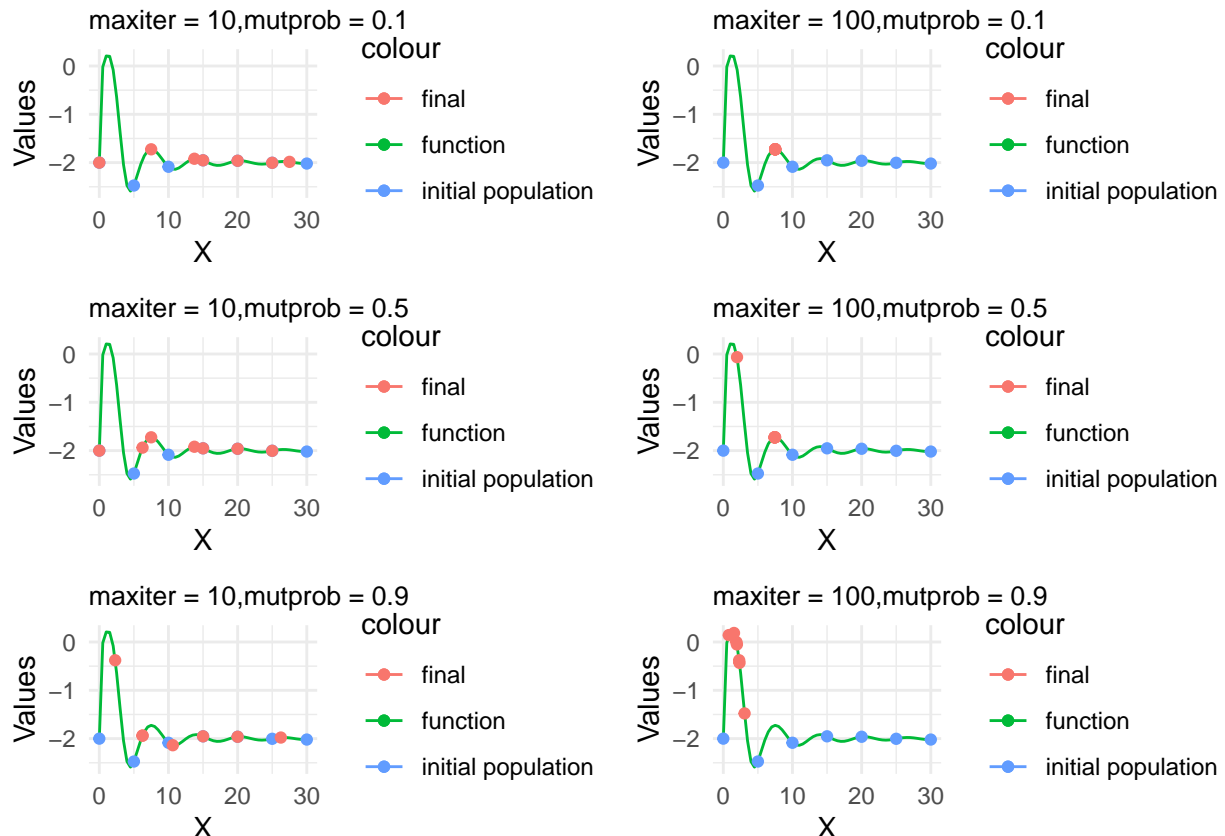 maxiter = 10,mutprob = 0.1
colour
Values
0
−1
−2
final
function
initial population
0 10 20 30
X
maxiter = 100,mutprob = 0.1
colour
Values
0
−1
−2
final
function
initial population
0 10 20 30
X
maxiter = 10,mutprob = 0.5
colour
Values
0
−1
−2
final
function
initial population
0 10 20 30
X
maxiter = 100,mutprob = 0.5
colour
Values
0
−1
−2
final
function
initial population
0 10 20 30
X
maxiter = 10,mutprob = 0.9
colour
Values
0
−1
−2
final
function
initial population
0 10 20 30
X
maxiter = 100,mutprob = 0.9
colour
Values
0
−1
−2
final
function
initial population
0 10 20 30
X